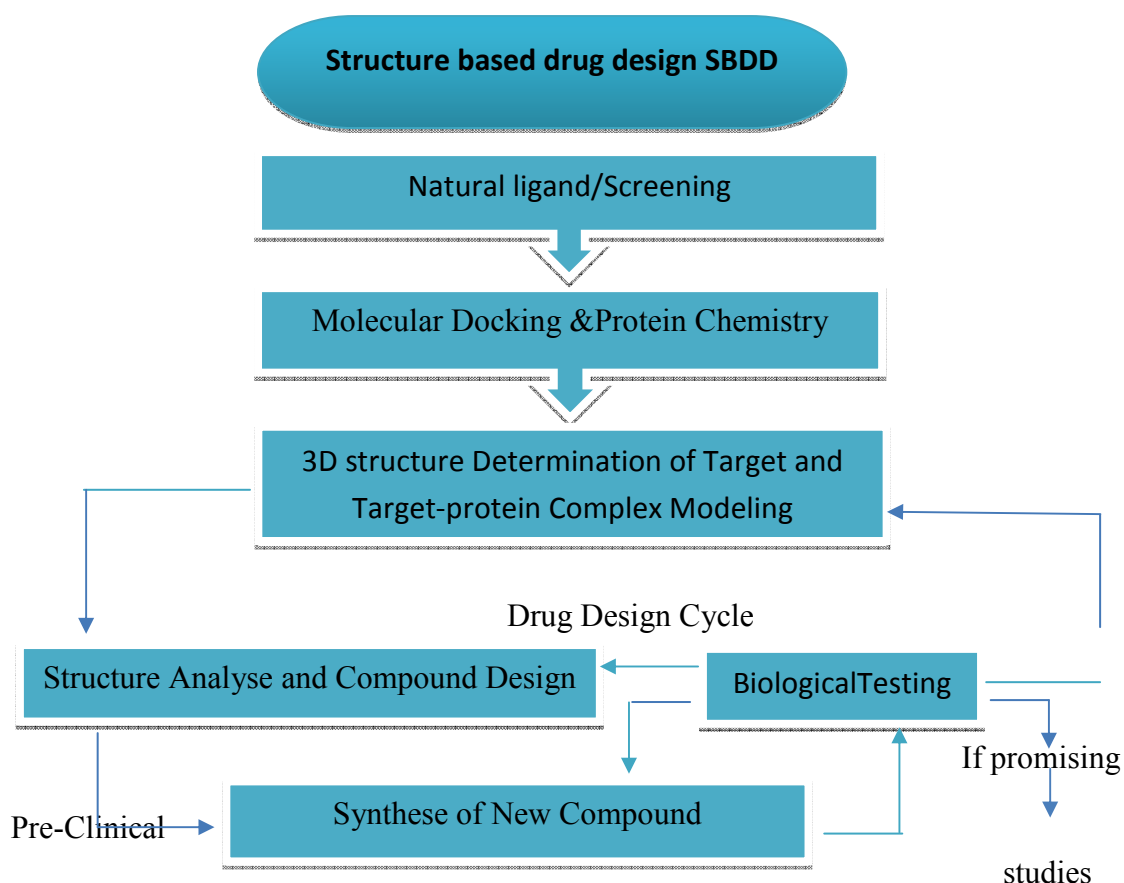 Structure based drug design SBDD
Natural ligand/Screening
Molecular Docking &Protein Chemistry
3D structure Determination of Target and
Target-protein Complex Modeling
Drug Design Cycle
Structure Analyse and Compound Design
BiologicalTesting
If promising
Synthese of New Compound
Pre-Clinical
studies